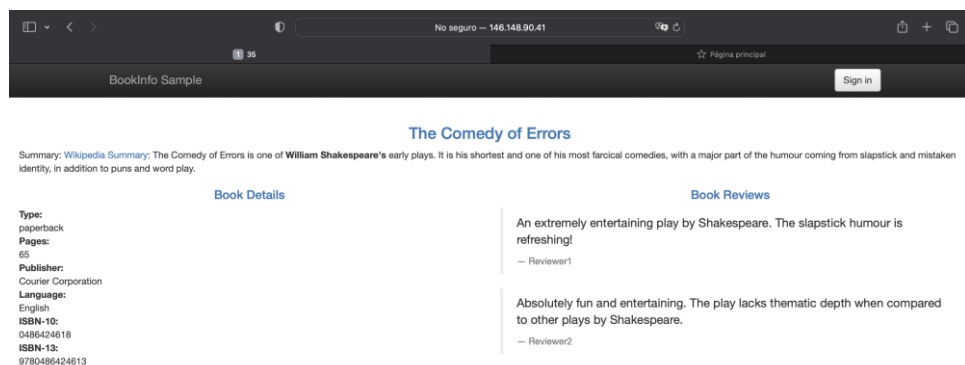 No seguro — 146.148.90.41
1 35
Página principal
BookInfo Sample
Sign in
The Comedy of Errors
Summary: Wikipedia Summary: The Comedy of Errors is one of William Shakespeare's early plays. It is his shortest and one of his most farcical comedies, with a major part of the humour coming from slapstick and mistaken
identity, in addition to puns and word play.
Book Details
Type:
paperback
Pages:
65
Publisher:
Courier Corporation
Language:
English
ISBN-10:
0486424618
ISBN-13:
9780486424613
Book Reviews
An extremely entertaining play by Shakespeare. The slapstick humour is
refreshing!
— Reviewer1
Absolutely fun and entertaining. The play lacks thematic depth when compared
to other plays by Shakespeare.
— Reviewer2